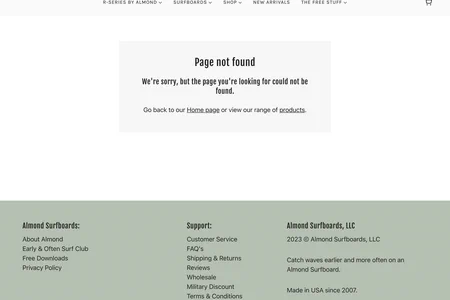 R-SERIES BY ALMOND SURFBOARDS SHOP NEW ARRIVALS THE FREE STUFF
Page not found
We're sorry, but the page you're looking for could not be
found.
Go back to our Home page or view our range of products.
Almond Surfboards:
About Almond
Early & Often Surf Club
Free Downloads
Privacy Policy
Support:
Customer Service
FAQ's
Shipping & Returns
Reviews
Wholesale
Military Discount
Terms & Conditions
Almond Surfboards, LLC
2023 © Almond Surfboards, LLC
Catch waves earlier and more often on an
Almond Surfboard.
Made in USA since 2007.